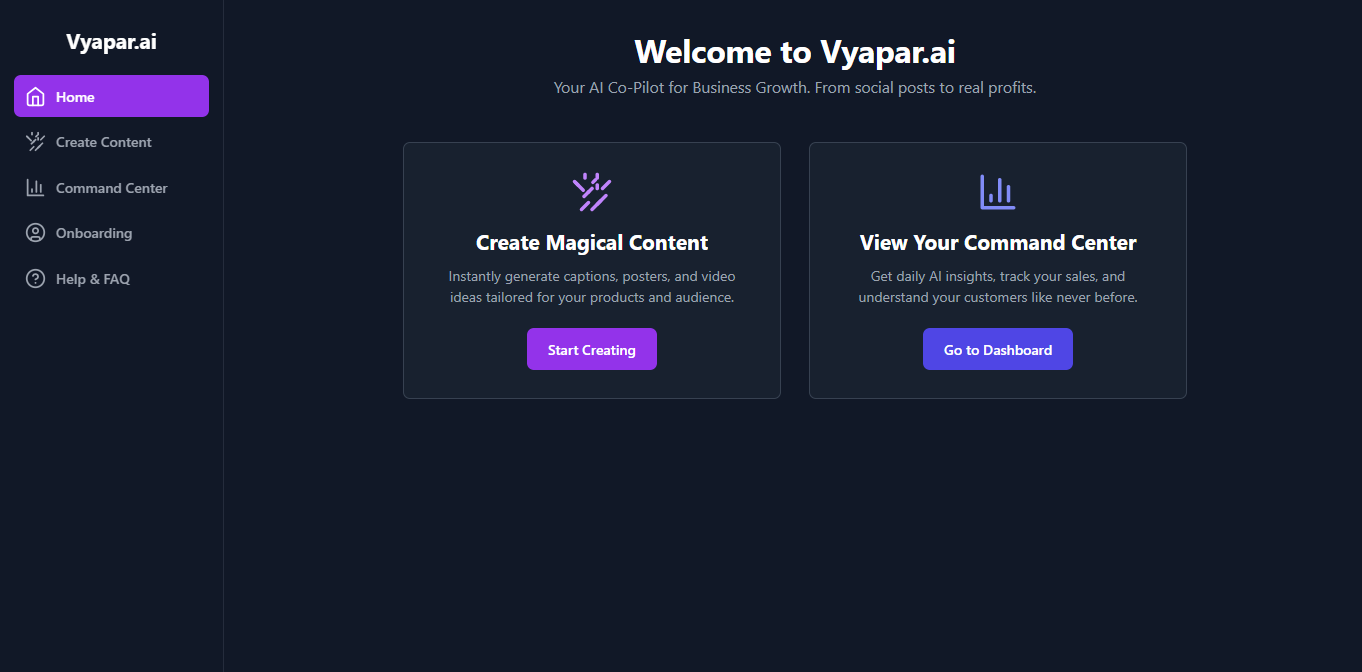 Vyapar.ai
Home
Create Content
Command Center
Onboarding
Help & FAQ
Welcome to Vyapar.ai
Your AI Co-Pilot for Business Growth. From social posts to real profits.
Create Magical Content
Instantly generate captions, posters, and video
ideas tailored for your products and audience.
Start Creating
View Your Command Center
Get daily AI insights, track your sales, and
understand your customers like never before.
Go to Dashboard